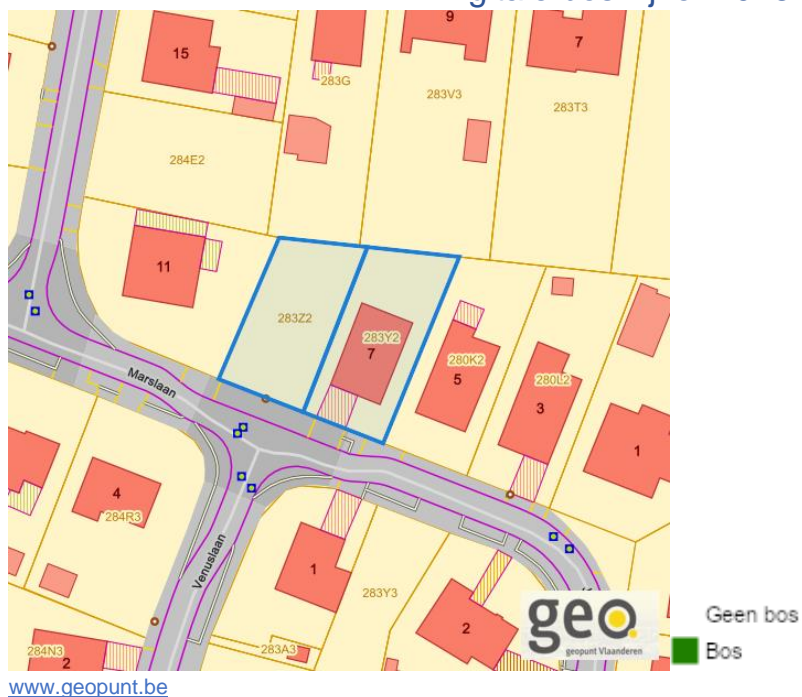 15
283G
9
7
283V3
283T3
284E2
11
283Z2
283Y2
7
280K2
5
280L2
3
1
Marslaan
4
284R3
Venuslaan
1
283Y3
2
284N3
2
283A3
geo.
geopunt Vlaanderen
Geen bos
Bos
www.geopunt.be